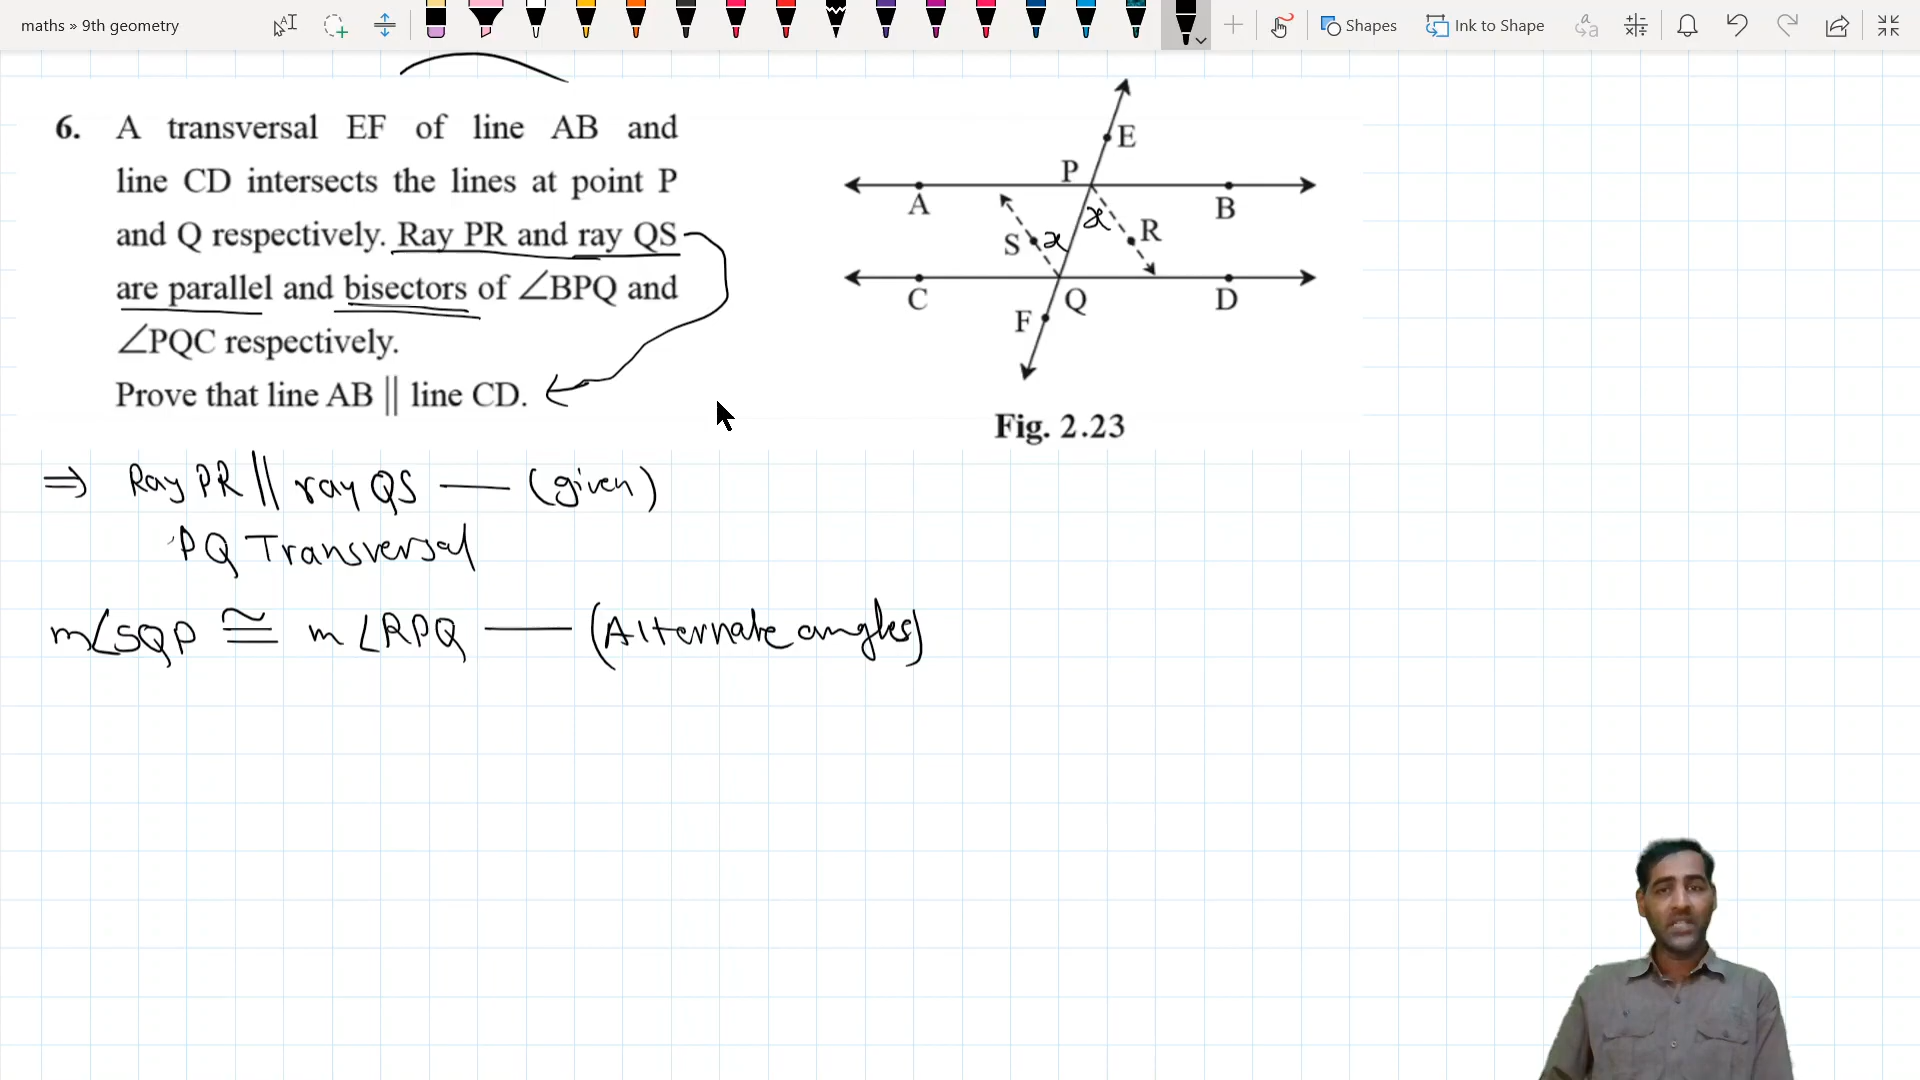 maths » 9th geometry
Shapes
Ink to Shape
6. A transversal EF of line AB and
line CD intersects the lines at point P
and Q respectively. Ray PR and ray QS
are parallel and bisectors of ∠BPQ and
∠PQC respectively.
Prove that line AB || line CD.
E
P
A
B
x
R
S
x
C
Q
D
F
Fig. 2.23
⇒ Ray PR || ray QS — (given)
PQ Transversal
m∠SQP ≅ m∠RPQ — (Alternate angles)